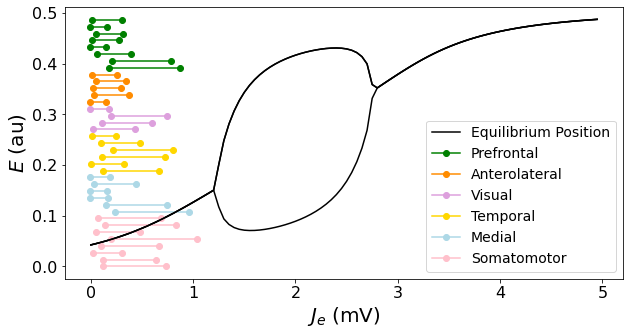 0.5
0.4
0.3
0.2
0.1
0.0
E (au)
0 1 2 3 4 5
J_e (mV)
Equilibrium Position
Prefrontal
Anterolateral
Visual
Temporal
Medial
Somatomotor